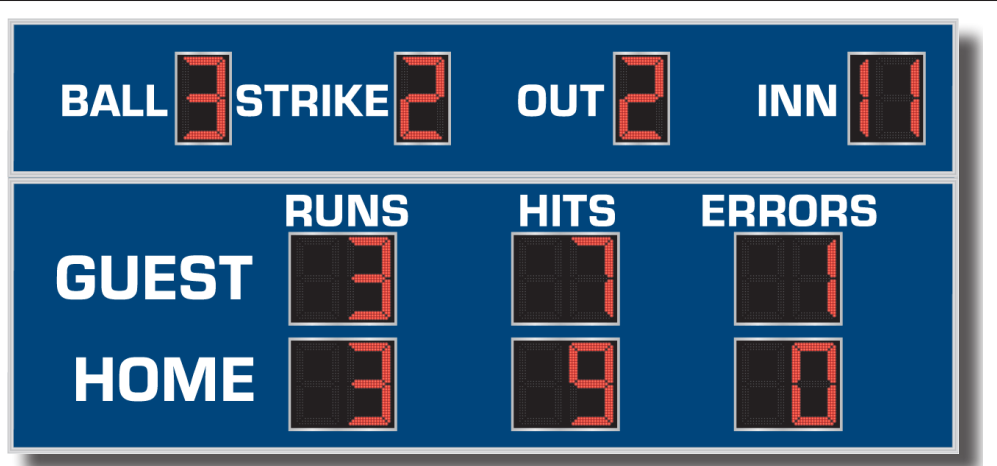 BALL 3 STRIKE 2 OUT 2 INN 11
RUNS HITS ERRORS
GUEST 3 7 1
HOME 3 9 0